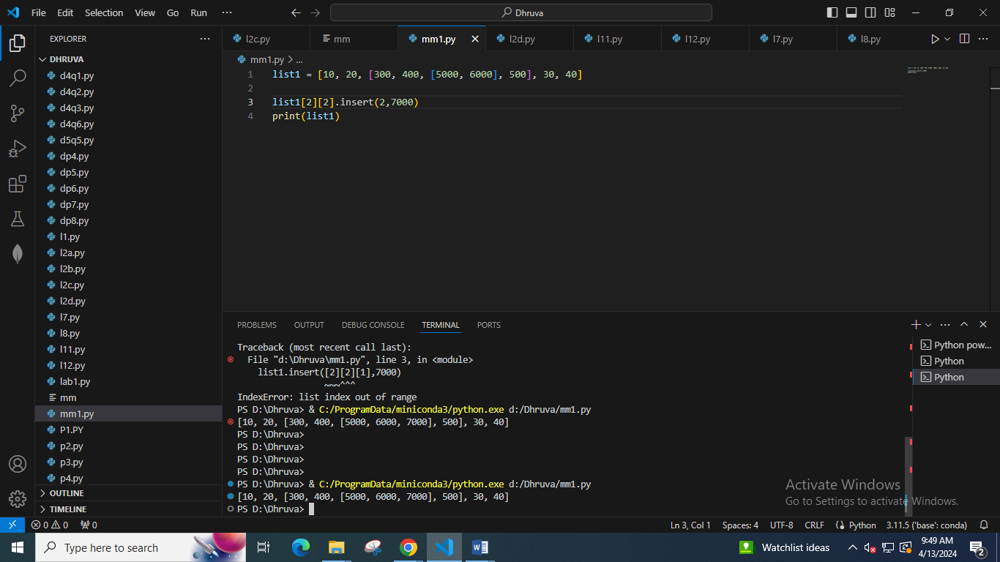 File Edit Selection View Go Run ··· Dhruva
EXPLORER ···
DHRUVA
d4q1.py
d4q2.py
d4q3.py
d4q6.py
d5q5.py
dp4.py
dp5.py
dp6.py
dp7.py
dp8.py
l1.py
l2a.py
l2b.py
l2c.py
l2d.py
l7.py
l8.py
l11.py
l12.py
lab1.py
mm
mm1.py
P1.PY
p2.py
p3.py
p4.py
OUTLINE
TIMELINE
l2c.py mm mm1.py l2d.py l11.py l12.py l7.py l8.py ···
mm1.py > ...
1 list1 = [10, 20, [300, 400, [5000, 6000], 500], 30, 40]
2
3 list1[2][2].insert(2,7000)
4 print(list1)
PROBLEMS OUTPUT DEBUG CONSOLE TERMINAL PORTS ···
Traceback (most recent call last):
File "d:\Dhruva\mm1.py", line 3, in <module>
list1.insert([2][2][1],7000)
~~~^^^
IndexError: list index out of range
PS D:\Dhruva> & C:/ProgramData/miniconda3/python.exe d:/Dhruva/mm1.py
[10, 20, [300, 400, [5000, 6000, 7000], 500], 30, 40]
PS D:\Dhruva>
PS D:\Dhruva>
PS D:\Dhruva>
PS D:\Dhruva>
PS D:\Dhruva> & C:/ProgramData/miniconda3/python.exe d:/Dhruva/mm1.py
[10, 20, [300, 400, [5000, 6000, 7000], 500], 30, 40]
PS D:\Dhruva>
Python pow...
Python
Python
Activate Windows
Go to Settings to activate Windows.
0 0 0 Ln 3, Col 1 Spaces: 4 UTF-8 CRLF Python 3.11.5 ('base': conda)
Type here to search Watchlist ideas 9:49 AM
4/13/2024 2